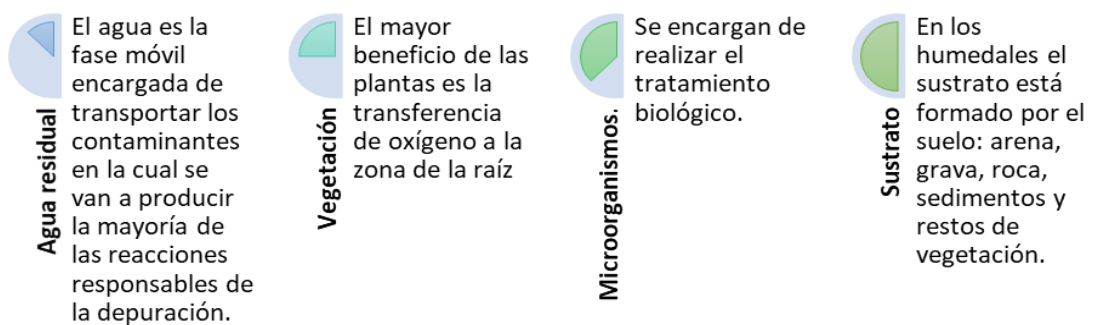 Agua residual
El agua es la
fase móvil
encargada de
transportar los
contaminantes
en la cual se
van a producir
la mayoría de
las reacciones
responsables de
la depuración.
Vegetación
El mayor
beneficio de las
plantas es la
transferencia
de oxígeno a la
zona de la raíz
Microorganismos.
Se encargan de
realizar el
tratamiento
biológico.
Sustrato
En los
humedales el
sustrato está
formado por el
suelo: arena,
grava, roca,
sedimentos y
restos de
vegetación.